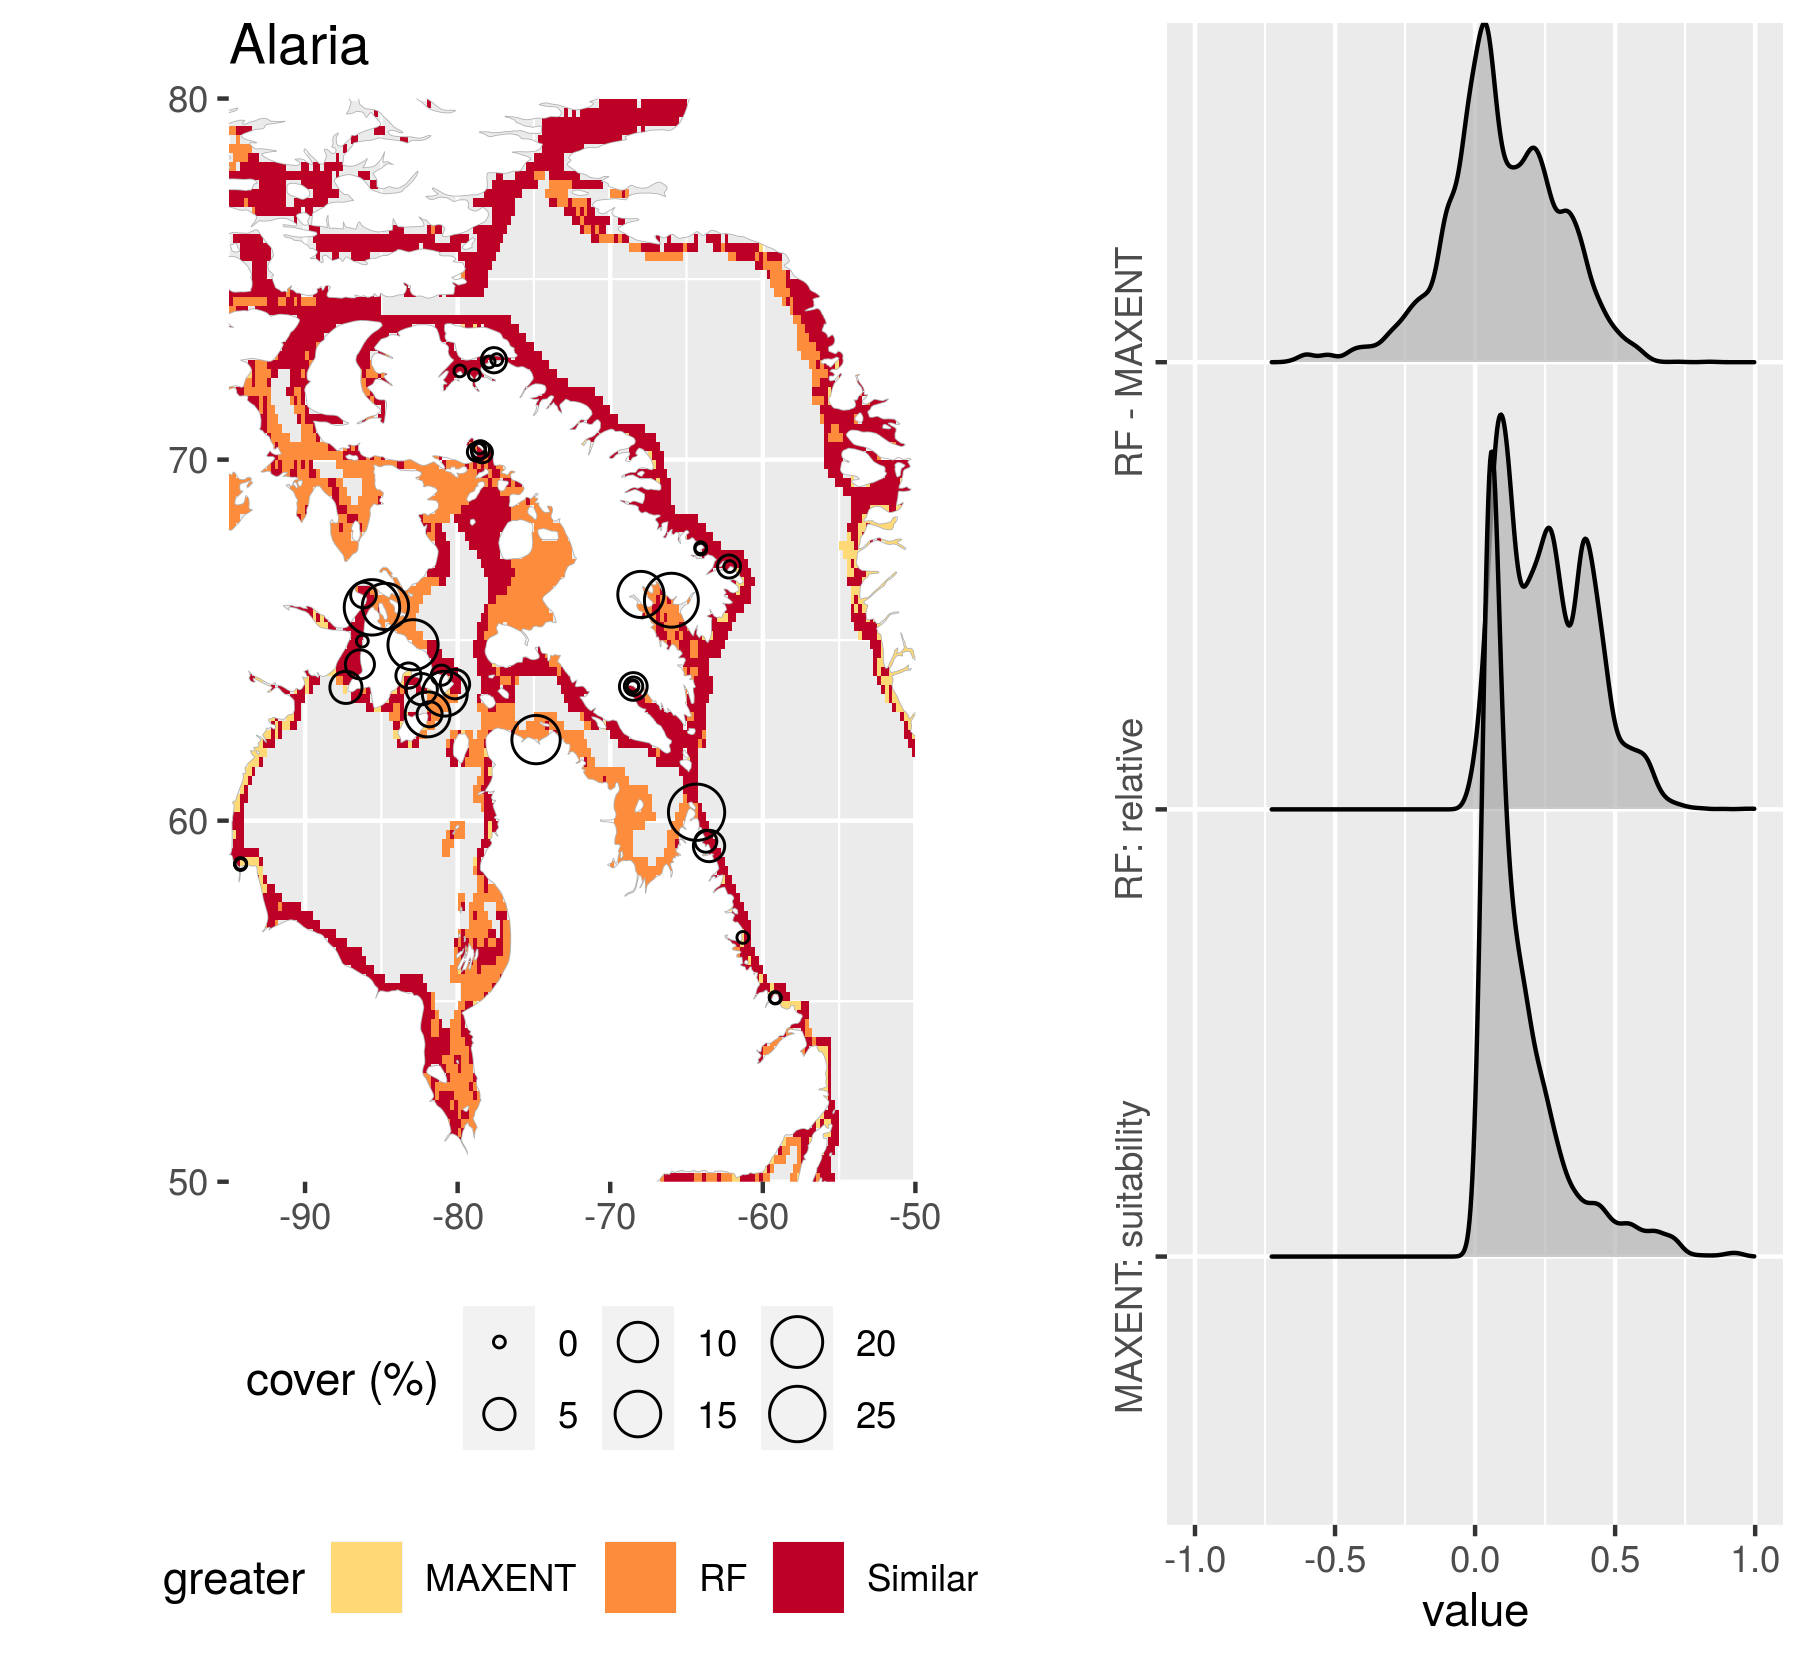 Alaria
80
70
60
50
-90 -80 -70 -60 -50
cover (%)
0 10 20
5 15 25
greater MAXENT RF Similar
RF - MAXENT
RF: relative
MAXENT: suitability
-1.0 -0.5 0.0 0.5 1.0
value